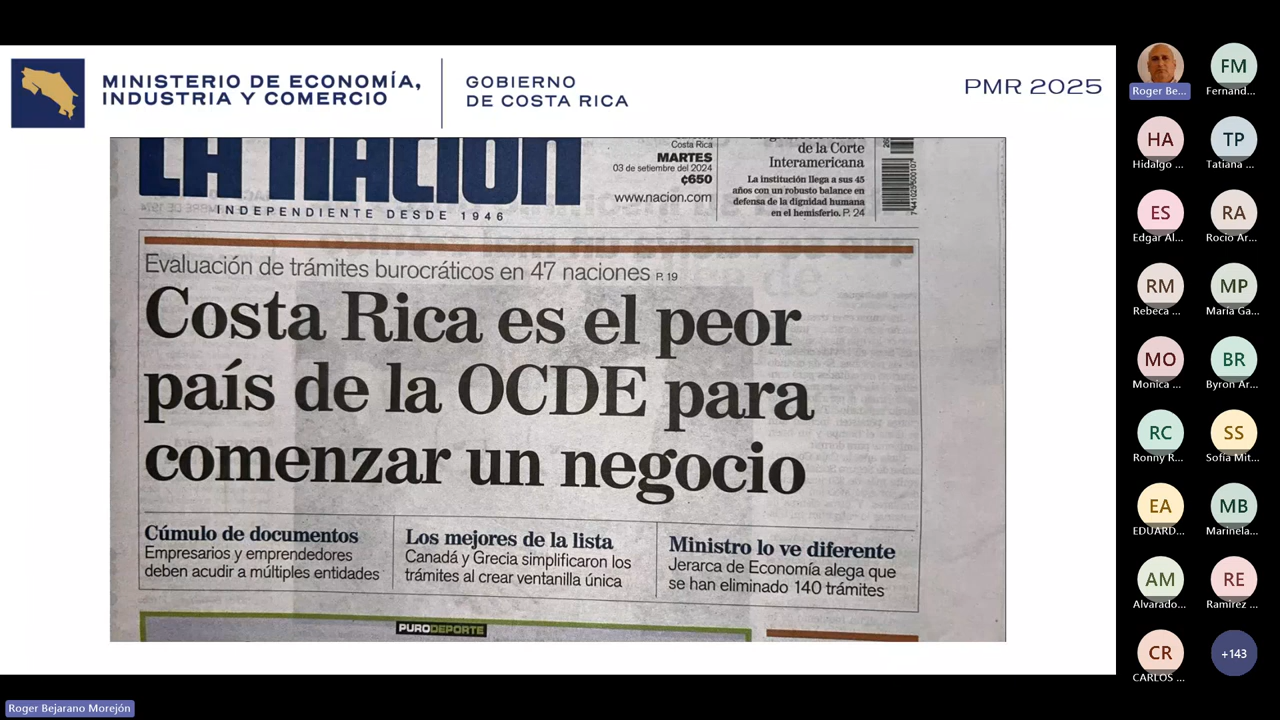 MINISTERIO DE ECONOMÍA,
INDUSTRIA Y COMERCIO
GOBIERNO
DE COSTA RICA
PMR 2025
LA NACION
INDEPENDIENTE DESDE 1946
Costa Rica
MARTES
03 de setiembre del 2024
¢650
www.nacion.com
de la Corte
Interamericana
La institución llega a sus 45
años con un robusto balance en
defensa de la dignidad humana
en el hemisferio. P. 24
Evaluación de trámites burocráticos en 47 naciones P. 19
Costa Rica es el peor
país de la OCDE para
comenzar un negocio
Cúmulo de documentos
Empresarios y emprendedores
deben acudir a múltiples entidades
Los mejores de la lista
Canadá y Grecia simplificaron los
trámites al crear ventanilla única
Ministro lo ve diferente
Jerarca de Economía alega que
se han eliminado 140 trámites
PURODEPORTE
Roger Be...
FM
Fernand...
HA
Hidalgo ...
TP
Tatiana ...
ES
Edgar Al...
RA
Rocio Ar...
RM
Rebeca ...
MP
María Ga...
MO
Monica ...
BR
Byron Ar...
RC
Ronny R...
SS
Sofía Mit...
EA
EDUARD...
MB
Marinela...
AM
Alvarado...
RE
Ramírez ...
CR
CARLOS ...
+143
Roger Bejarano Morejón